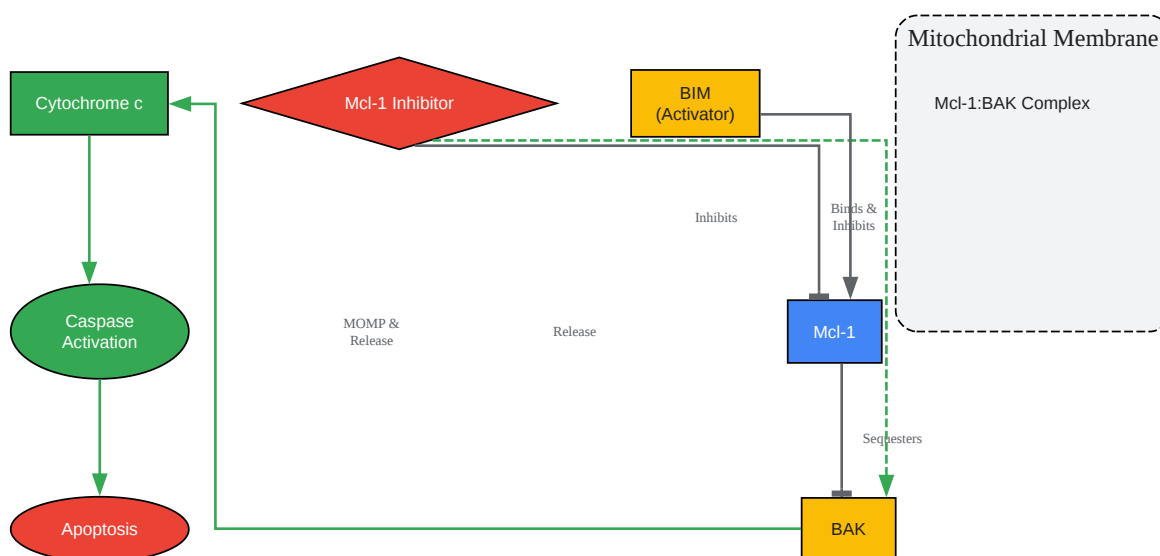 Mitochondrial Membrane
Cytochrome c
Mcl-1 Inhibitor
BIM
(Activator)
Mcl-1:BAK Complex
Inhibits
Binds &
Inhibits
Caspase
Activation
MOMP &
Release
Release
Mcl-1
Sequesters
Apoptosis
BAK